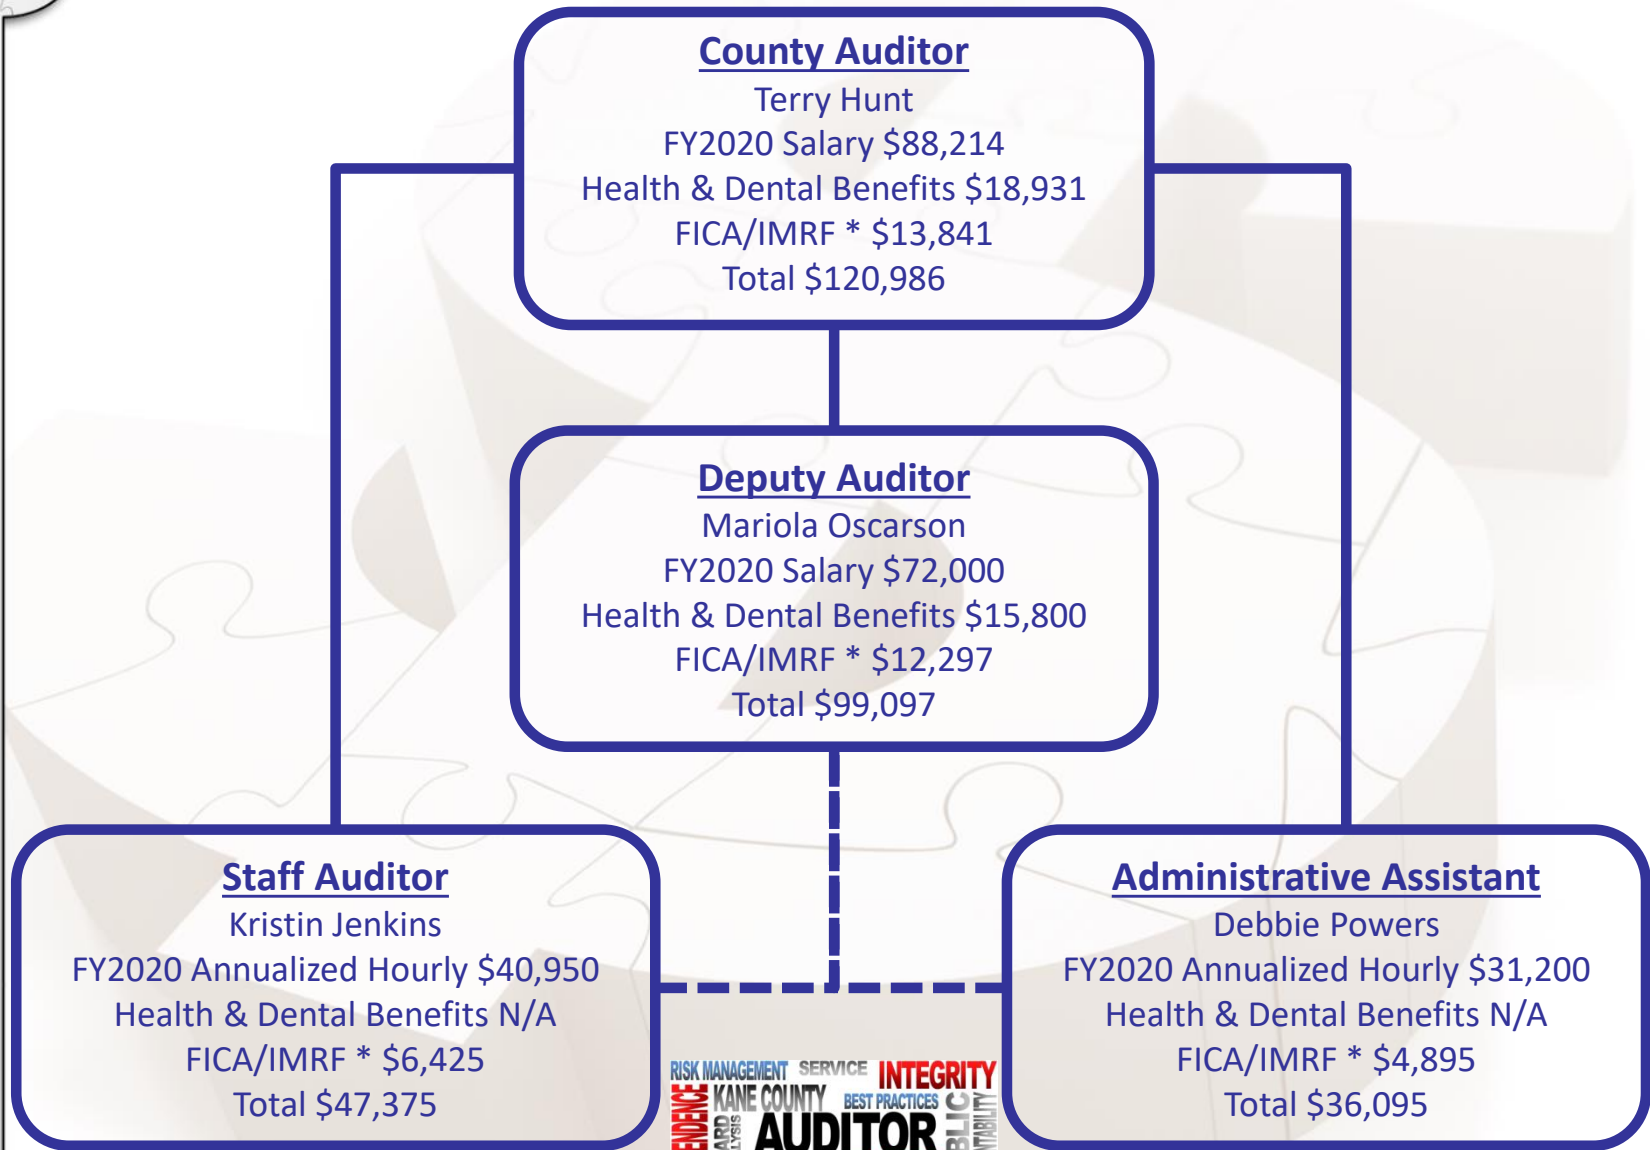 County Auditor
Terry Hunt
FY2020 Salary $88,214
Health & Dental Benefits $18,931
FICA/IMRF * $13,841
Total $120,986
Deputy Auditor
Mariola Oscarson
FY2020 Salary $72,000
Health & Dental Benefits $15,800
FICA/IMRF * $12,297
Total $99,097
Staff Auditor
Kristin Jenkins
FY2020 Annualized Hourly $40,950
Health & Dental Benefits N/A
FICA/IMRF * $6,425
Total $47,375
Administrative Assistant
Debbie Powers
FY2020 Annualized Hourly $31,200
Health & Dental Benefits N/A
FICA/IMRF * $4,895
Total $36,095
RISK MANAGEMENT SERVICE INTEGRITY
KANE COUNTY BEST PRACTICES
AUDITOR